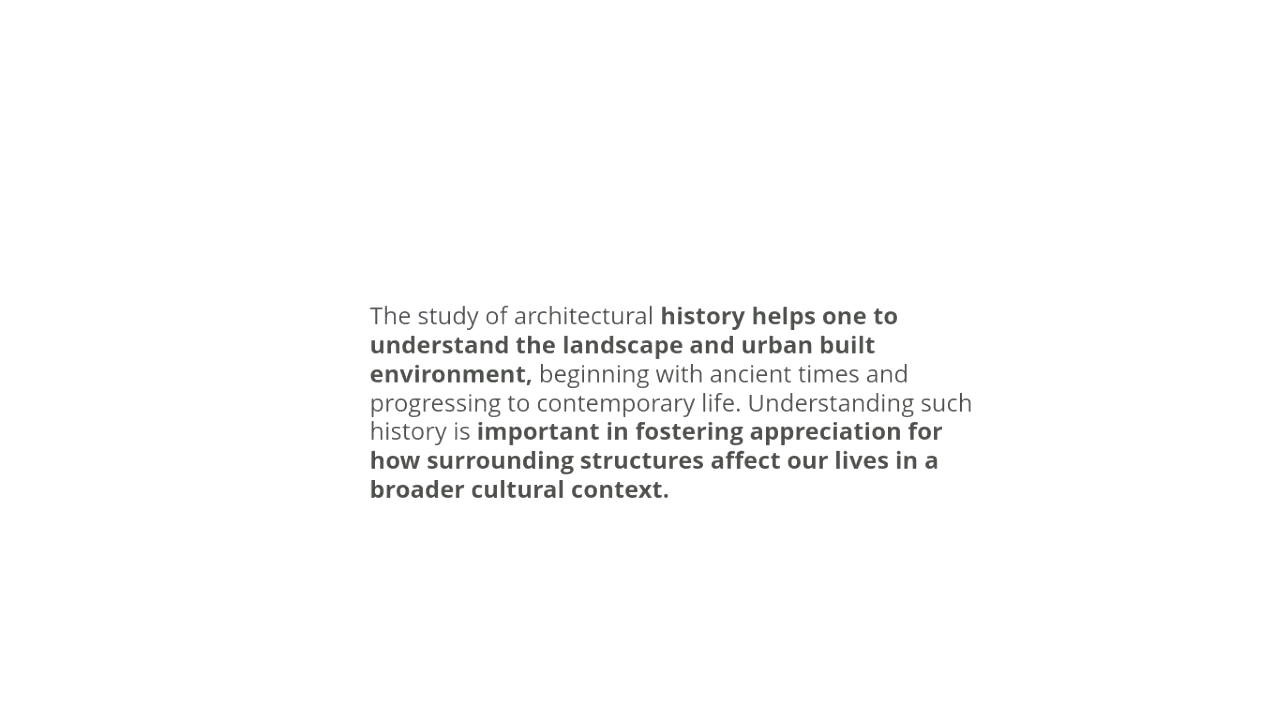 The study of architectural history helps one to
understand the landscape and urban built
environment, beginning with ancient times and
progressing to contemporary life. Understanding such
history is important in fostering appreciation for
how surrounding structures affect our lives in a
broader cultural context.